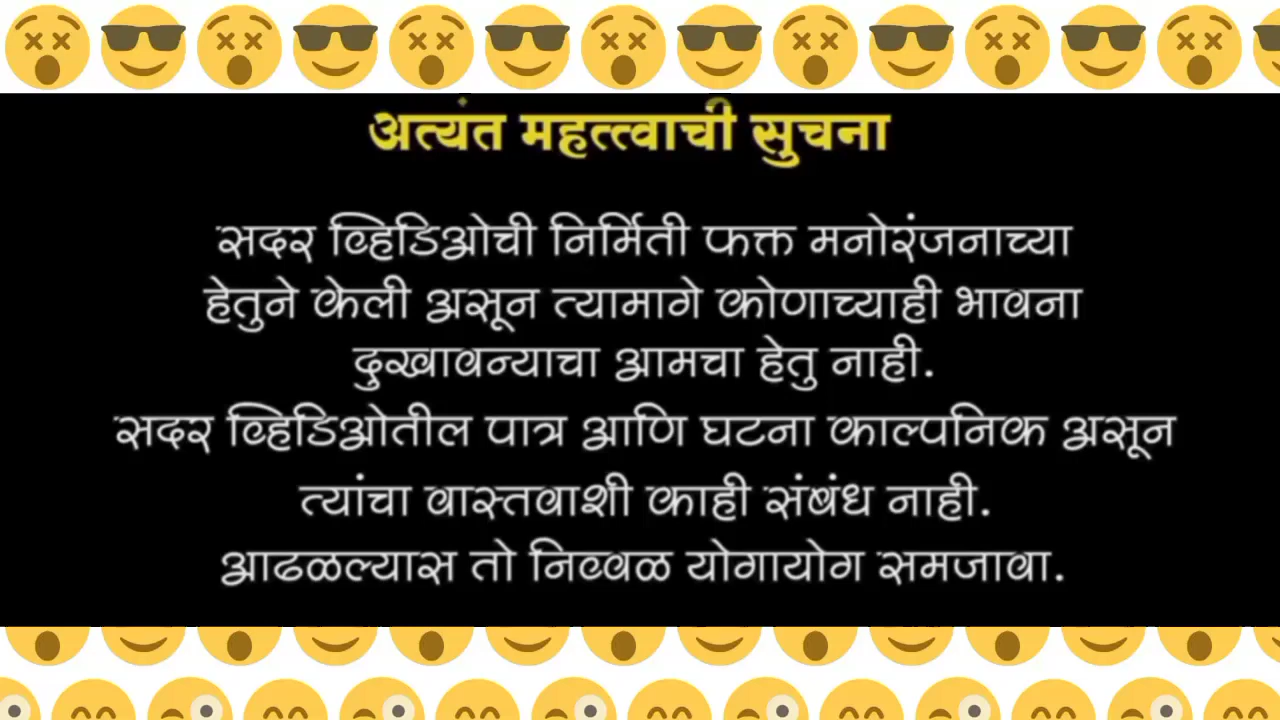 अत्यंत महत्त्वाची सुचना
सदर व्हिडिओची निर्मिती फक्त मनोरंजनाच्या
हेतुने केली असून त्यामागे कोणाच्याही भावना
दुखावन्याचा आमचा हेतु नाही.
सदर व्हिडिओतील पात्र आणि घटना काल्पनिक असून
त्यांचा वास्तवाशी काही संबंध नाही.
आढळल्यास तो निव्वळ योगायोग समजावा.